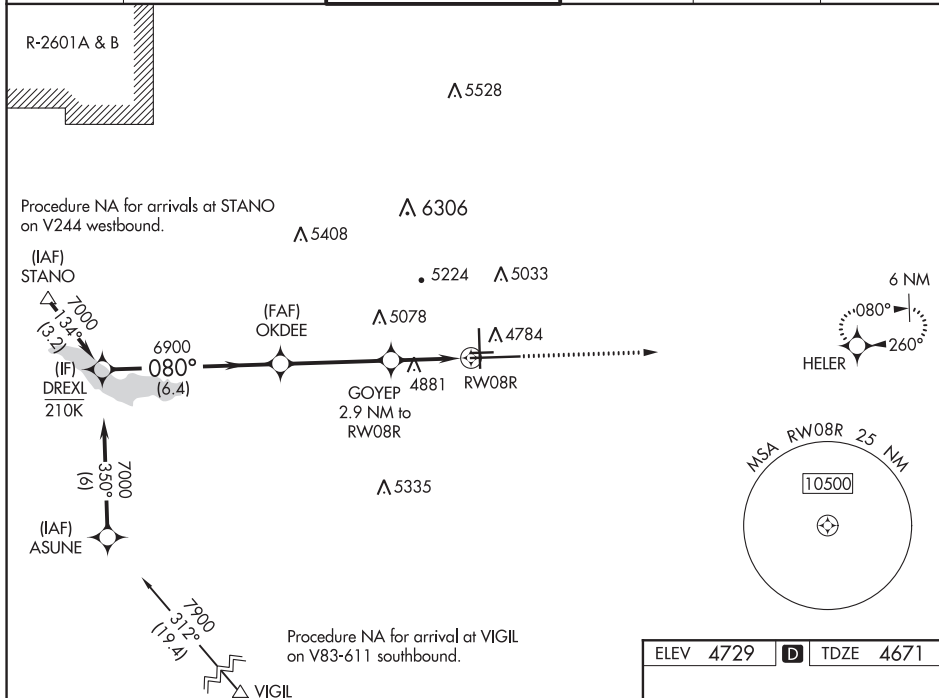 R-2601A & B
5528
Procedure NA for arrivals at STANO
on V244 westbound.
6306
5408
(IAF)
STANO
5224
5033
6 NM
7000
134°
(3.2)
(FAF)
OKDEE
5078
4784
080°
260°
HELER
(IF)
DREXL
210K
6900
080°
(6.4)
GOYEP
2.9 NM to
RW08R
4881
RW08R
MSA RW08R 25 NM
10500
7000
350°
(6)
5335
(IAF)
ASUNE
7900
312°
(19.4)
Procedure NA for arrival at VIGIL
on V83-611 southbound.
VIGIL
ELEV 4729 D TDZE 4671